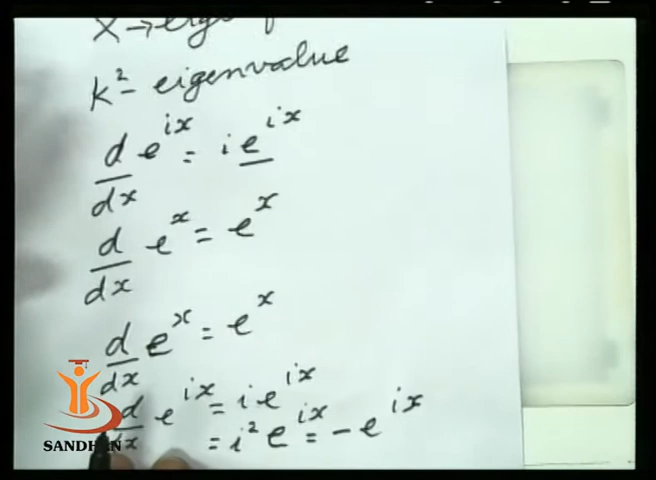 X →
k² - eigenvalue
d/dx e^{ix} = i e^{ix}
d/dx e^x = e^x
d/dx e^x = e^x
d/dx e^{ix} = i e^{ix}
= i² e^{ix} = - e^{ix}
SANDHAN